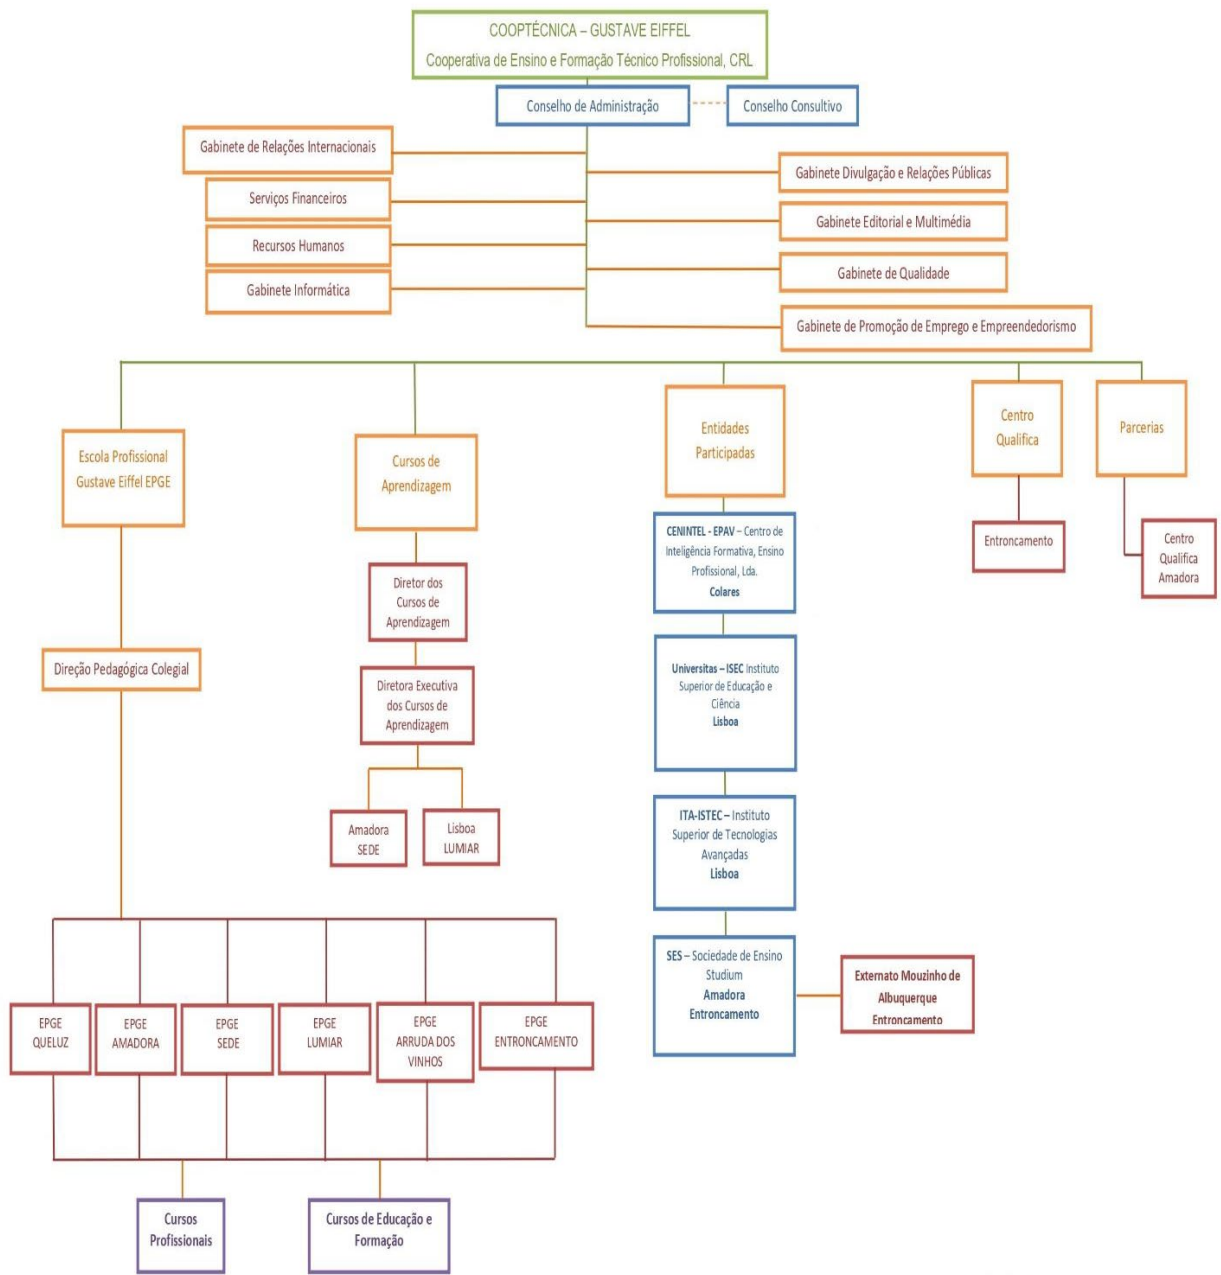 COOPTÉCNICA – GUSTAVE EIFFEL
Cooperativa de Ensino e Formação Técnico Profissional, CRL
Conselho de Administração
Conselho Consultivo
Gabinete de Relações Internacionais
Serviços Financeiros
Recursos Humanos
Gabinete Informática
Gabinete Divulgação e Relações Públicas
Gabinete Editorial e Multimédia
Gabinete de Qualidade
Gabinete de Promoção de Emprego e Empreendedorismo
Escola Profissional
Gustave Eiffel EPGE
Direção Pedagógica Colegial
EPGE
QUELUZ
EPGE
AMADORA
EPGE
SEDE
EPGE
LUMIAR
EPGE
ARRUDA DOS
VINHOS
EPGE
ENTRONCAMENTO
Cursos
Profissionais
Cursos de Educação e
Formação
Cursos de
Aprendizagem
Diretor dos
Cursos de
Aprendizagem
Diretora Executiva
dos Cursos de
Aprendizagem
Amadora
SEDE
Lisboa
LUMIAR
Entidades
Participadas
CENINTEL - EPAV – Centro de
Inteligência Formativa, Ensino
Profissional, Lda.
Colares
Universitas – ISEC Instituto
Superior de Educação e
Ciência
Lisboa
ITA-ISTEC – Instituto
Superior de Tecnologias
Avançadas
Lisboa
SES – Sociedade de Ensino
Studium
Amadora
Entroncamento
Externato Mouzinho de
Albuquerque
Entroncamento
Centro
Qualifica
Entroncamento
Parcerias
Centro
Qualifica
Amadora